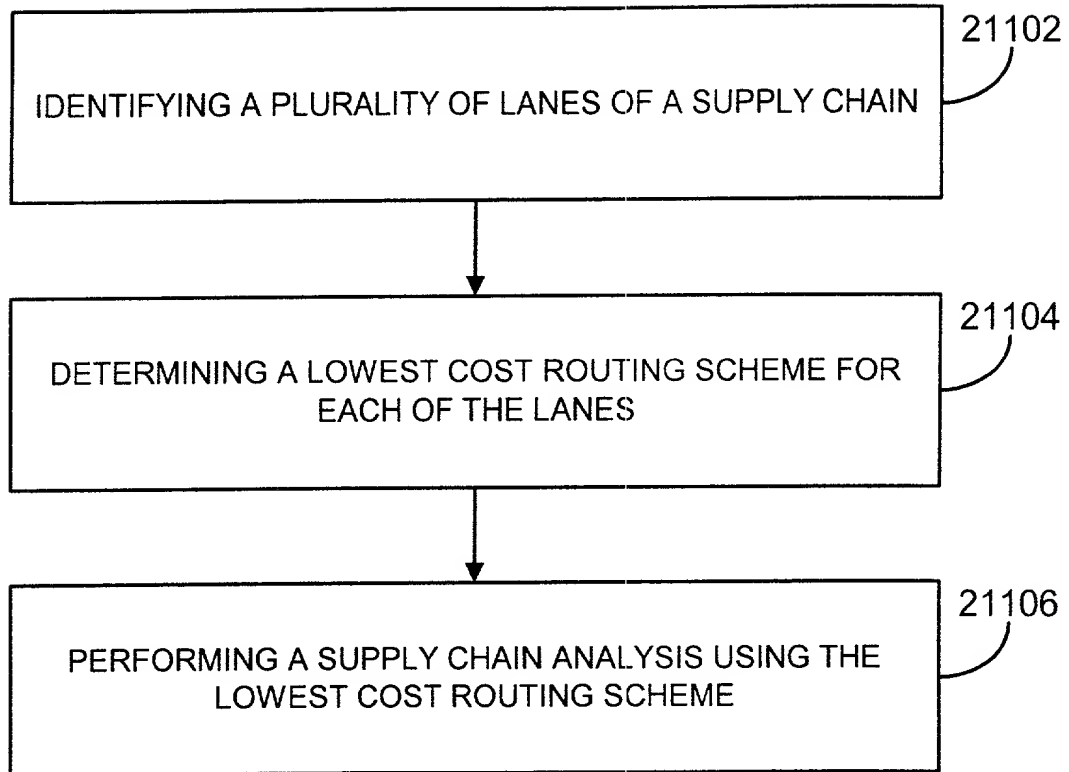 21102
IDENTIFYING A PLURALITY OF LANES OF A SUPPLY CHAIN
21104
DETERMINING A LOWEST COST ROUTING SCHEME FOR
EACH OF THE LANES
21106
PERFORMING A SUPPLY CHAIN ANALYSIS USING THE
LOWEST COST ROUTING SCHEME